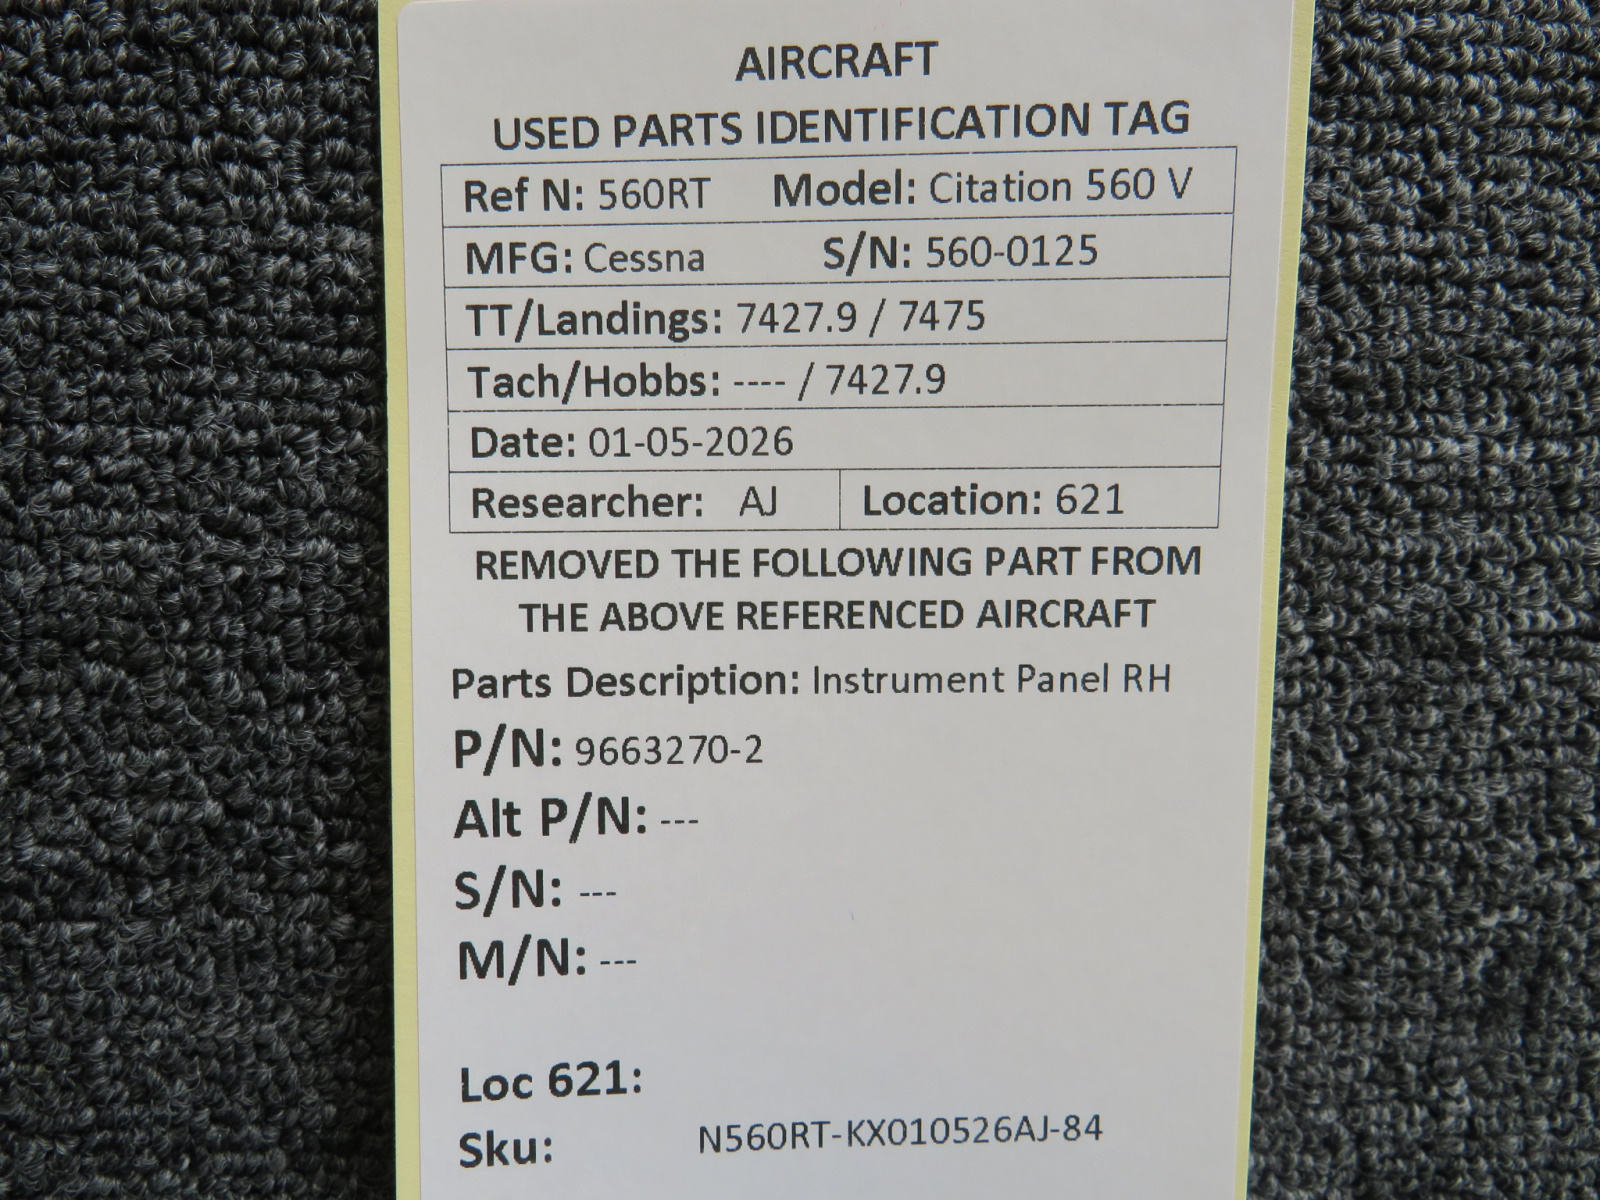 AIRCRAFT
USED PARTS IDENTIFICATION TAG
Ref N: 560RT Model: Citation 560 V
MFG: Cessna S/N: 560-0125
TT/Landings: 7427.9 / 7475
Tach/Hobbs: ---- / 7427.9
Date: 01-05-2026
Researcher: AJ Location: 621
REMOVED THE FOLLOWING PART FROM
THE ABOVE REFERENCED AIRCRAFT
Parts Description: Instrument Panel RH
P/N: 9663270-2
Alt P/N: ---
S/N: ---
M/N: ---
Loc 621:
Sku: N560RT-KX010526AJ-84